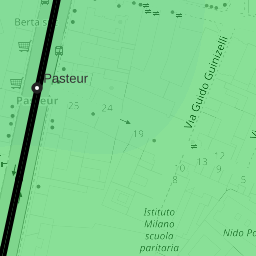 Berta s
Pasteur
Pasteur
25
24
19
Via Guido Guinizelli
13
10
9
8
5
Istituto
Milano
scuola
paritaria
Nido Pa